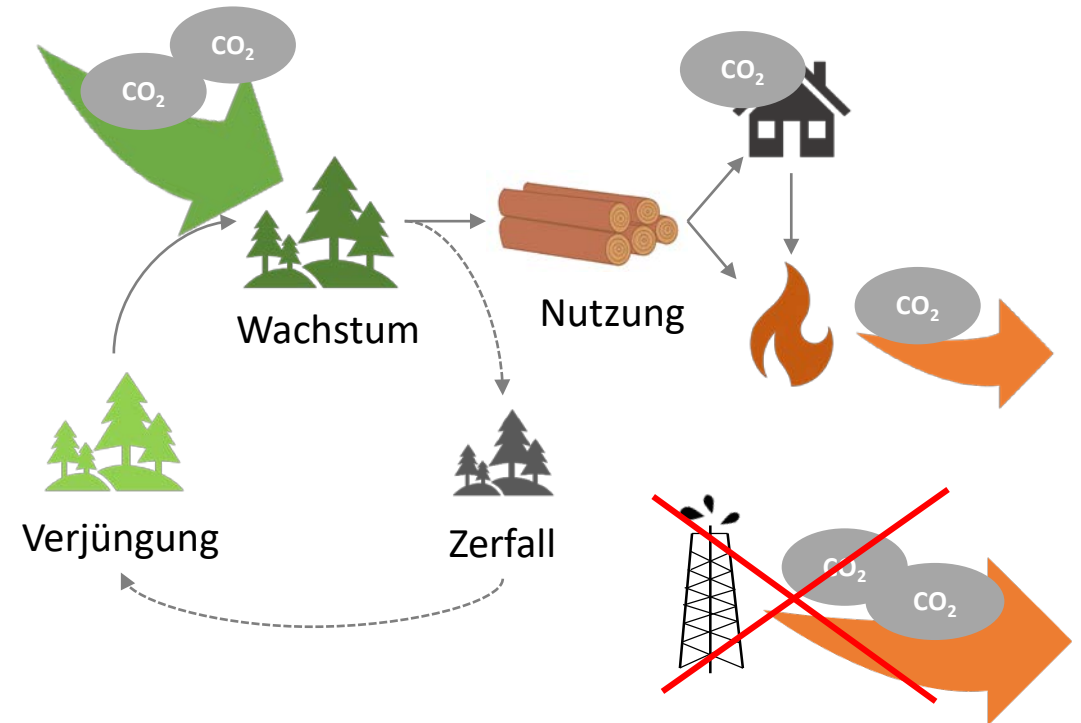 CO₂
CO₂
CO₂
Wachstum
Nutzung
CO₂
Verjüngung
Zerfall
CO₂
CO₂